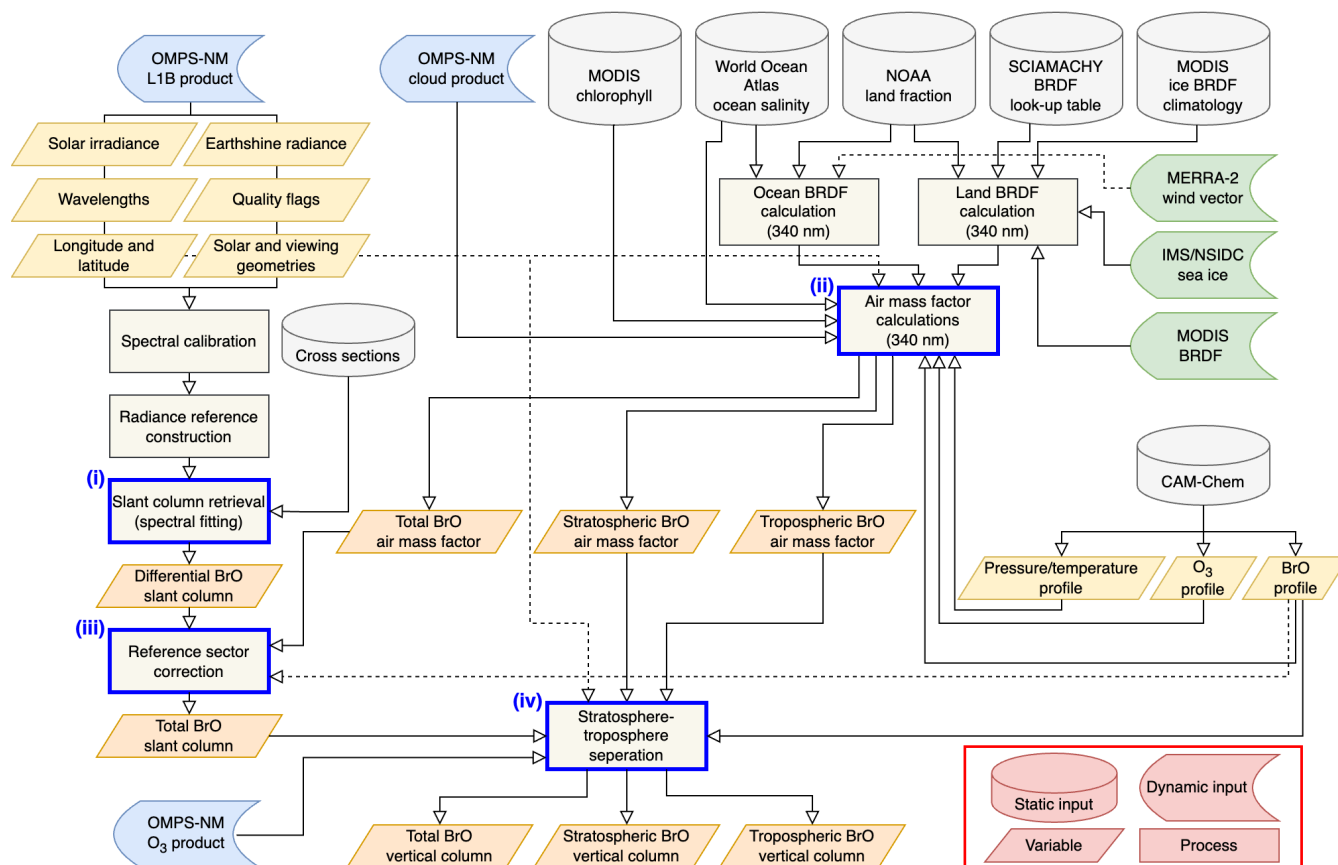 OMPS-NM
L1B product
OMPS-NM
cloud product
MODIS
chlorophyll
World Ocean
Atlas
ocean salinity
NOAA
land fraction
SCIAMACHY
BRDF
look-up table
MODIS
ice BRDF
climatology
Solar irradiance
Earthshine radiance
Wavelengths
Quality flags
Longitude and
latitude
Solar and viewing
geometries
Ocean BRDF
calculation
(340 nm)
Land BRDF
calculation
(340 nm)
MERRA-2
wind vector
IMS/NSIDC
sea ice
MODIS
BRDF
(ii)
Air mass factor
calculations
(340 nm)
Spectral calibration
Cross sections
Radiance reference
construction
(i)
Slant column retrieval
(spectral fitting)
CAM-Chem
Total BrO
air mass factor
Stratospheric BrO
air mass factor
Tropospheric BrO
air mass factor
Pressure/temperature
profile
O3
profile
BrO
profile
Differential BrO
slant column
(iii)
Reference sector
correction
Total BrO
slant column
(iv)
Stratosphere-
troposphere
seperation
OMPS-NM
O3 product
Total BrO
vertical column
Stratospheric BrO
vertical column
Tropospheric BrO
vertical column
Static input
Dynamic input
Variable
Process